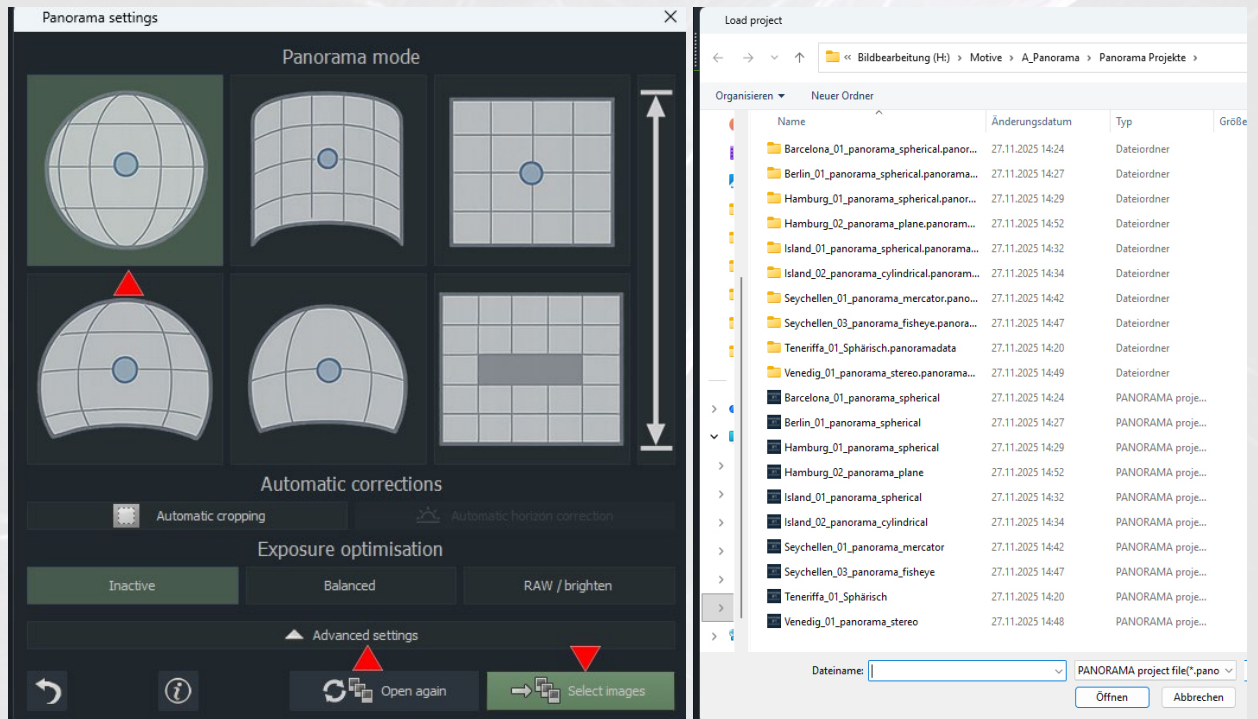 Panorama settings
Panorama mode
Automatic corrections
Automatic cropping
Automatic horizon correction
Exposure optimisation
Inactive
Balanced
RAW / brighten
Advanced settings
Open again
Select images
Load project
« Bildbearbeitung (H:) › Motive › A_Panorama › Panorama Projekte ›
Organisieren
Neuer Ordner
Name Änderungsdatum Typ Größe
Barcelona_01_panorama_spherical.panor... 27.11.2025 14:24 Dateiordner
Berlin_01_panorama_spherical.panorama... 27.11.2025 14:27 Dateiordner
Hamburg_01_panorama_spherical.panor... 27.11.2025 14:29 Dateiordner
Hamburg_02_panorama_plane.panoram... 27.11.2025 14:52 Dateiordner
Island_01_panorama_spherical.panorama... 27.11.2025 14:32 Dateiordner
Island_02_panorama_cylindrical.panoram... 27.11.2025 14:34 Dateiordner
Seychellen_01_panorama_mercator.pano... 27.11.2025 14:42 Dateiordner
Seychellen_03_panorama_fisheye.panora... 27.11.2025 14:47 Dateiordner
Teneriffa_01_Sphärisch.panoramadata 27.11.2025 14:20 Dateiordner
Venedig_01_panorama_stereo.panorama... 27.11.2025 14:49 Dateiordner
Barcelona_01_panorama_spherical 27.11.2025 14:24 PANORAMA proje...
Berlin_01_panorama_spherical 27.11.2025 14:27 PANORAMA proje...
Hamburg_01_panorama_spherical 27.11.2025 14:29 PANORAMA proje...
Hamburg_02_panorama_plane 27.11.2025 14:52 PANORAMA proje...
Island_01_panorama_spherical 27.11.2025 14:32 PANORAMA proje...
Island_02_panorama_cylindrical 27.11.2025 14:34 PANORAMA proje...
Seychellen_01_panorama_mercator 27.11.2025 14:42 PANORAMA proje...
Seychellen_03_panorama_fisheye 27.11.2025 14:47 PANORAMA proje...
Teneriffa_01_Sphärisch 27.11.2025 14:20 PANORAMA proje...
Venedig_01_panorama_stereo 27.11.2025 14:48 PANORAMA proje...
Dateiname: PANORAMA project file(*.pano
Öffnen
Abbrechen